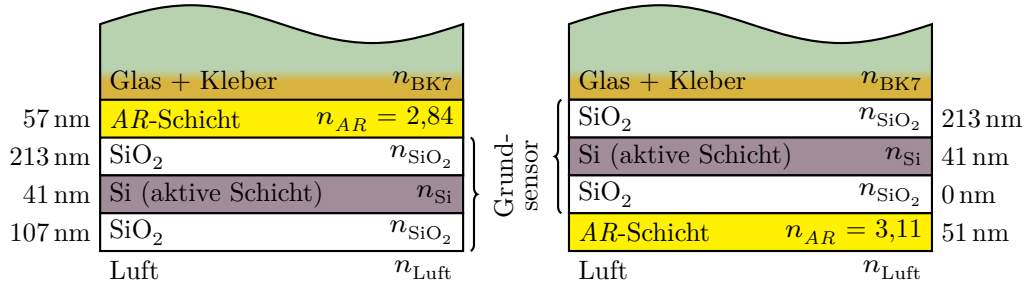 Glas + Kleber n_BK7
57 nm AR-Schicht n_AR = 2,84
213 nm SiO₂ n_SiO₂
41 nm Si (aktive Schicht) n_Si
107 nm SiO₂ n_SiO₂
Luft n_Luft
Grund-
sensor
Glas + Kleber n_BK7
SiO₂ n_SiO₂ 213 nm
Si (aktive Schicht) n_Si 41 nm
SiO₂ n_SiO₂ 0 nm
AR-Schicht n_AR = 3,11 51 nm
Luft n_Luft